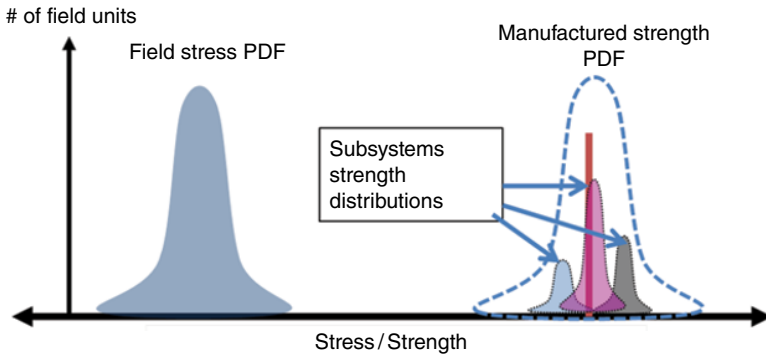 # of field units
Field stress PDF
Manufactured strength
PDF
Subsystems
strength
distributions
Stress/Strength